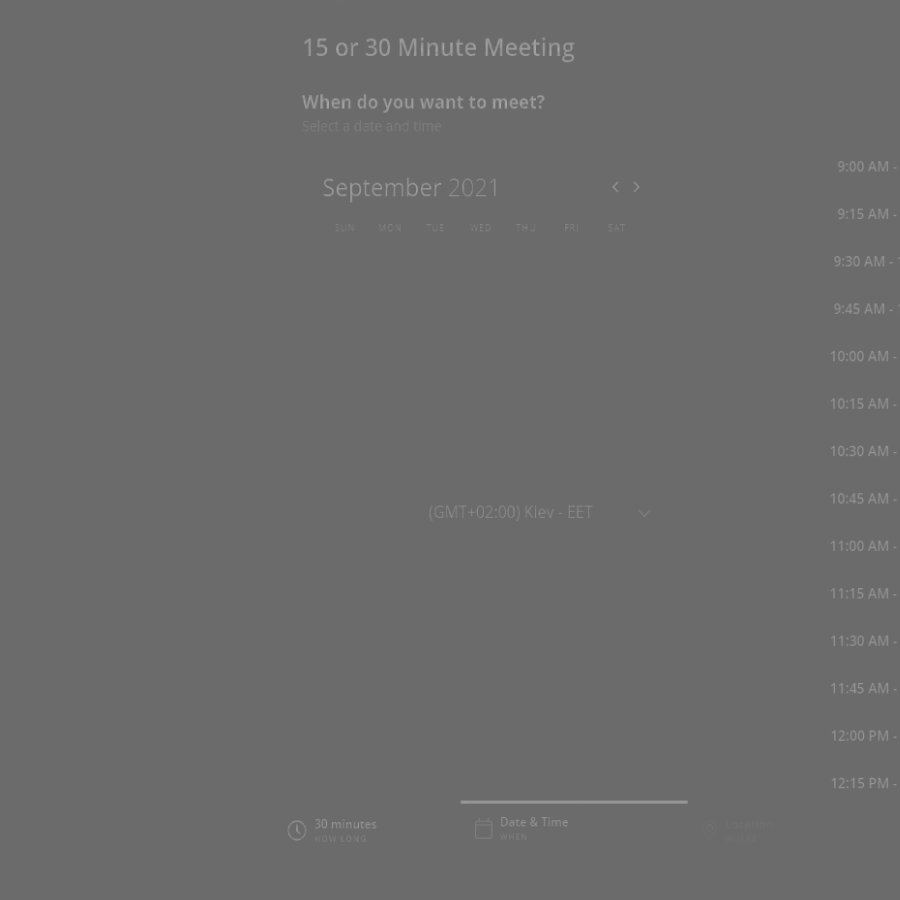 15 or 30 Minute Meeting
When do you want to meet?
Select a date and time
September 2021
SUN MON TUE WED THU FRI SAT
9:00 AM -
9:15 AM -
9:30 AM -
9:45 AM -
10:00 AM -
10:15 AM -
10:30 AM -
10:45 AM -
(GMT+02:00) Kiev - EET
11:00 AM -
11:15 AM -
11:30 AM -
11:45 AM -
12:00 PM -
12:15 PM -
30 minutes
HOW LONG
Date & Time
WHEN
Location